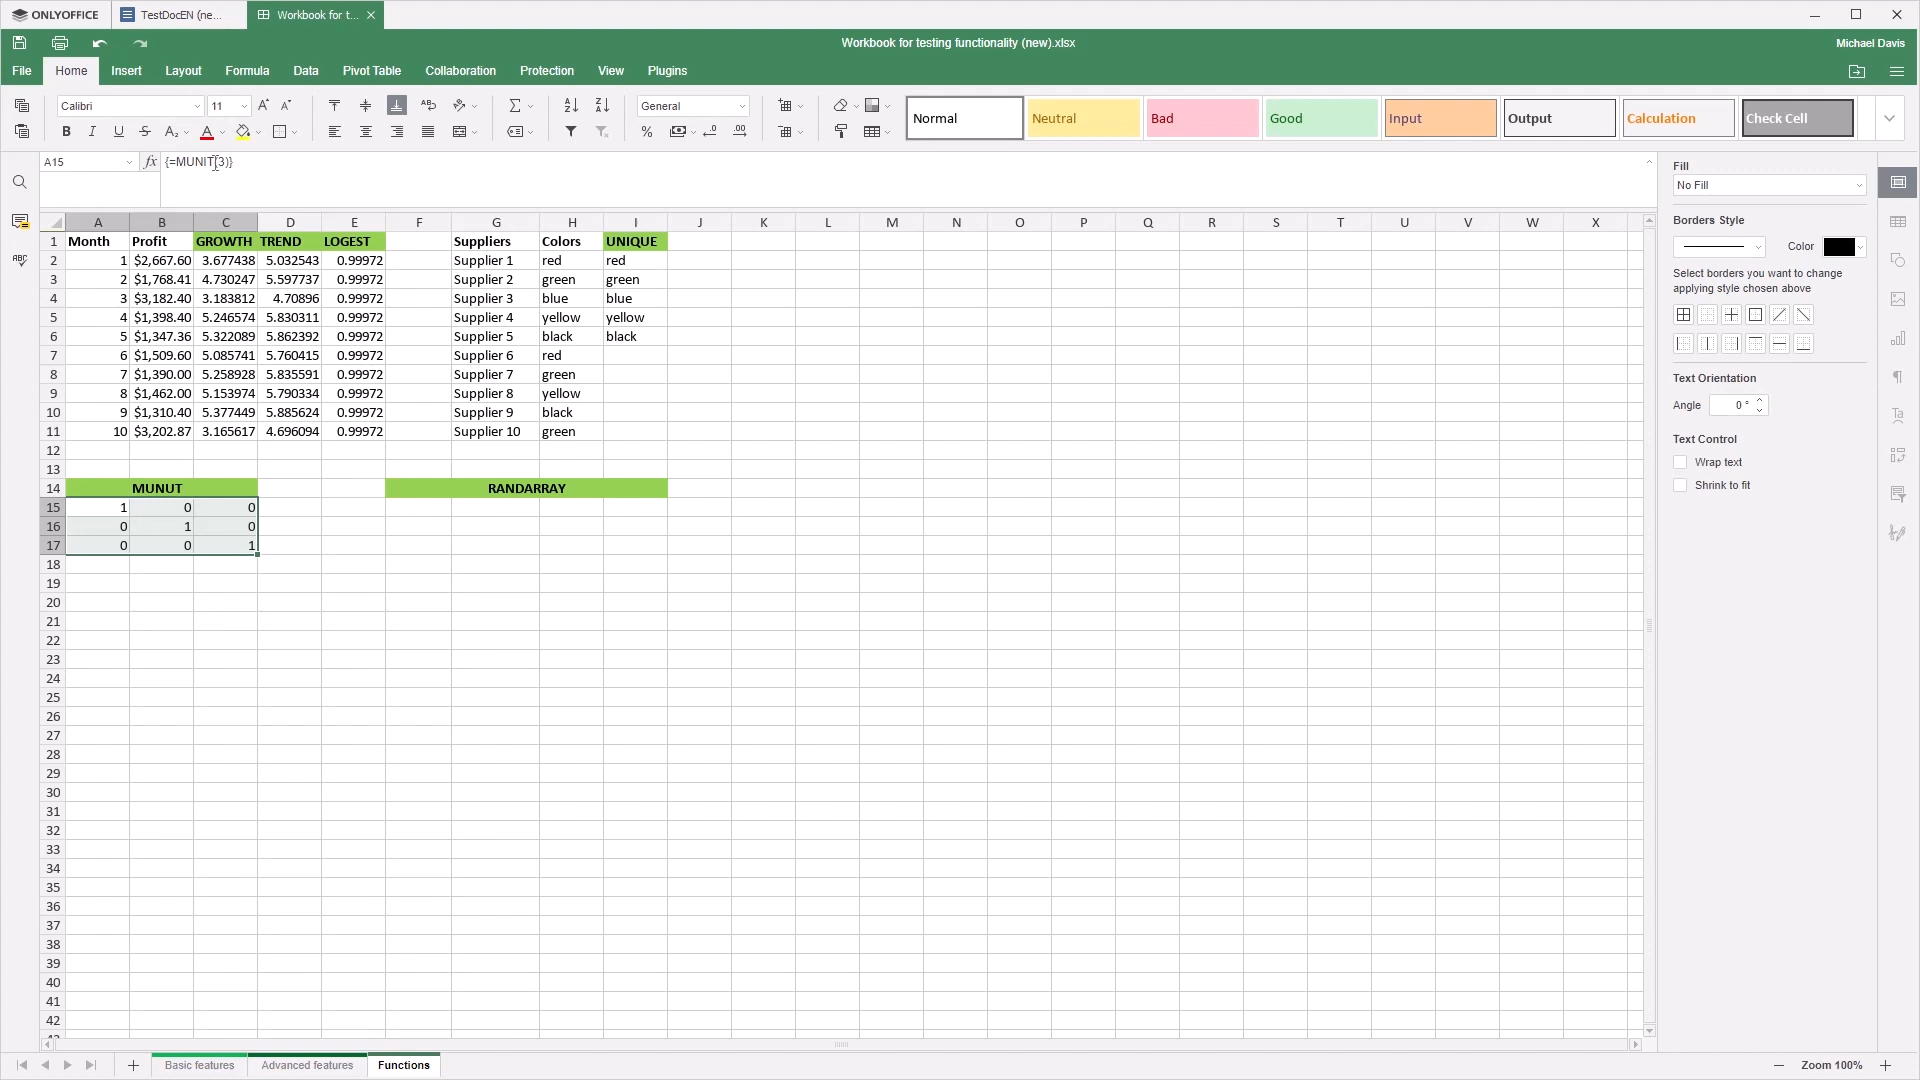 ONLYOFFICE TestDocEN (ne... Workbook for t...
Workbook for testing functionality (new).xlsx Michael Davis
File Home Insert Layout Formula Data Pivot Table Collaboration Protection View Plugins
Calibri 11 General Normal Neutral Bad Good Input Output Calculation Check Cell
A15 {=MUNIT(3)}
Fill
No Fill
Borders Style
Color
Select borders you want to change
applying style chosen above
Text Orientation
Angle 0 °
Text Control
Wrap text
Shrink to fit
A B C D E F G H I J K L M N O P Q R S T U V W X
1 Month Profit GROWTH TREND LOGEST Suppliers Colors UNIQUE
2 1 $2,667.60 3.677438 5.032543 0.99972 Supplier 1 red red
3 2 $1,768.41 4.730247 5.597737 0.99972 Supplier 2 green green
4 3 $3,182.40 3.183812 4.70896 0.99972 Supplier 3 blue blue
5 4 $1,398.40 5.246574 5.830311 0.99972 Supplier 4 yellow yellow
6 5 $1,347.36 5.322089 5.862392 0.99972 Supplier 5 black black
7 6 $1,509.60 5.085741 5.760415 0.99972 Supplier 6 red
8 7 $1,390.00 5.258928 5.835591 0.99972 Supplier 7 green
9 8 $1,462.00 5.153974 5.790334 0.99972 Supplier 8 yellow
10 9 $1,310.40 5.377449 5.885624 0.99972 Supplier 9 black
11 10 $3,202.87 3.165617 4.696094 0.99972 Supplier 10 green
12
13
14 MUNUT RANDARRAY
15 1 0 0
16 0 1 0
17 0 0 1
18
19
20
21
22
23
24
25
26
27
28
29
30
31
32
33
34
35
36
37
38
39
40
41
42
Basic features Advanced features Functions Zoom 100%